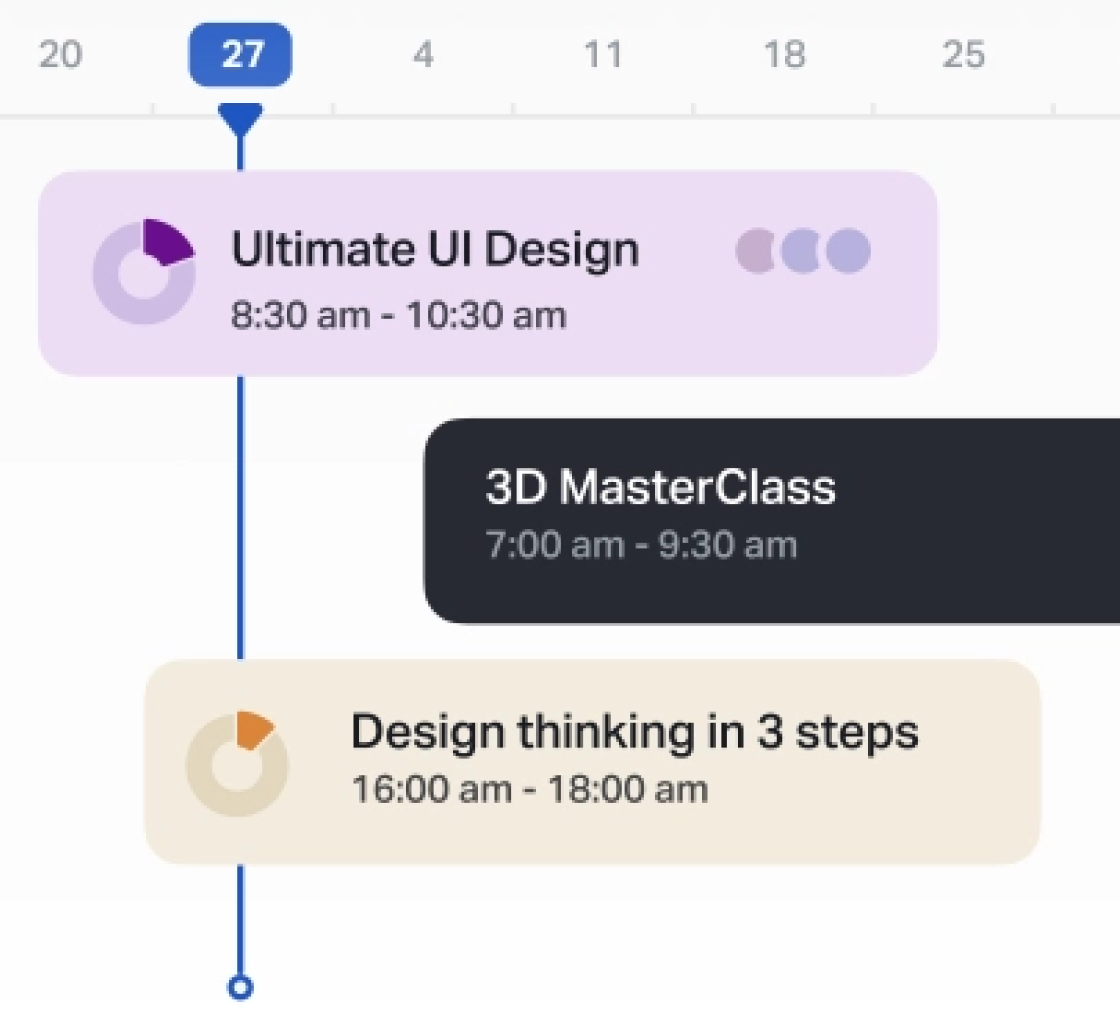 20 27 4 11 18 25
Ultimate UI Design
8:30 am - 10:30 am
3D MasterClass
7:00 am - 9:30 am
Design thinking in 3 steps
16:00 am - 18:00 am